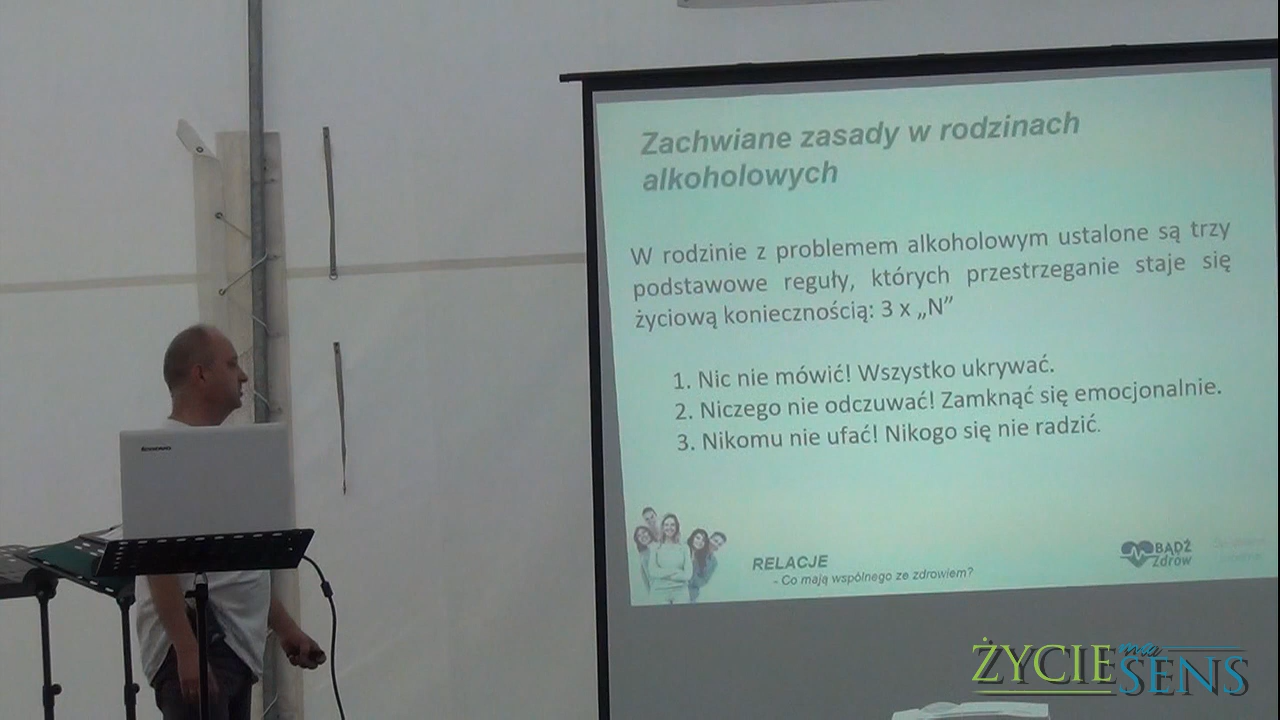 Zachwiane zasady w rodzinach
alkoholowych
W rodzinie z problemem alkoholowym ustalone są trzy
podstawowe reguły, których przestrzeganie staje się
życiową koniecznością: 3 x „N”
1. Nic nie mówić! Wszystko ukrywać.
2. Niczego nie odczuwać! Zamknąć się emocjonalnie.
3. Nikomu nie ufać! Nikogo się nie radzić.
RELACJE
- Co mają wspólnego ze zdrowiem?
BĄDŹ
Zdrow
lenovo
ŻYCIE ma
SENS